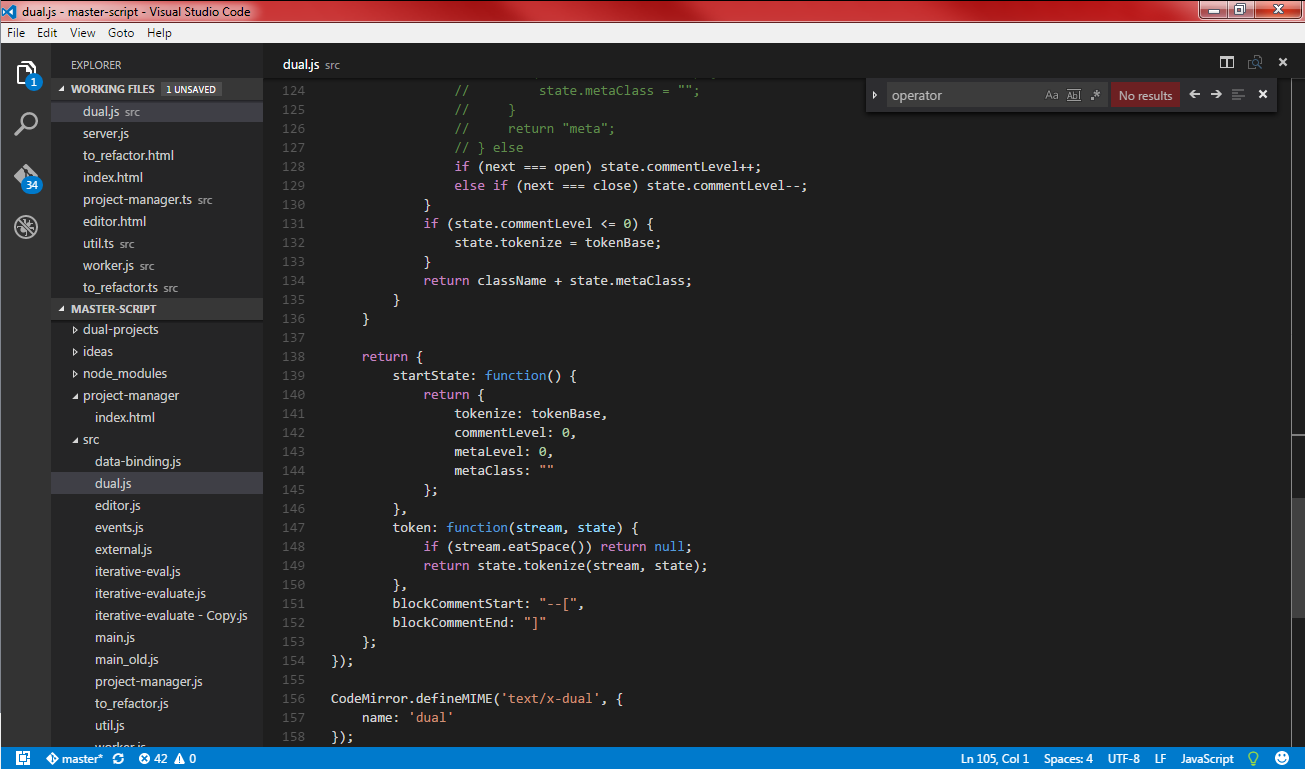 dual.js - master-script - Visual Studio Code
File Edit View Goto Help
EXPLORER
WORKING FILES 1 UNSAVED
dual.js src
server.js
to_refactor.html
index.html
project-manager.ts src
editor.html
util.ts src
worker.js src
to_refactor.ts src
MASTER-SCRIPT
dual-projects
ideas
node_modules
project-manager
index.html
src
data-binding.js
dual.js
editor.js
events.js
external.js
iterative-eval.js
iterative-evaluate.js
iterative-evaluate - Copy.js
main.js
main_old.js
project-manager.js
to_refactor.js
util.js
worker.js
1
34
dual.js src
operator Aa Abl .* No results
124 // state.metaClass = "";
125 // }
126 // return "meta";
127 // } else
128 if (next === open) state.commentLevel++;
129 else if (next === close) state.commentLevel--;
130 }
131 if (state.commentLevel <= 0) {
132 state.tokenize = tokenBase;
133 }
134 return className + state.metaClass;
135 }
136 }
137
138 return {
139 startState: function() {
140 return {
141 tokenize: tokenBase,
142 commentLevel: 0,
143 metaLevel: 0,
144 metaClass: ""
145 };
146 },
147 token: function(stream, state) {
148 if (stream.eatSpace()) return null;
149 return state.tokenize(stream, state);
150 },
151 blockCommentStart: "--[",
152 blockCommentEnd: "]"
153 };
154 });
155
156 CodeMirror.defineMIME('text/x-dual', {
157 name: 'dual'
158 });
master* 42 0 Ln 105, Col 1 Spaces: 4 UTF-8 LF JavaScript